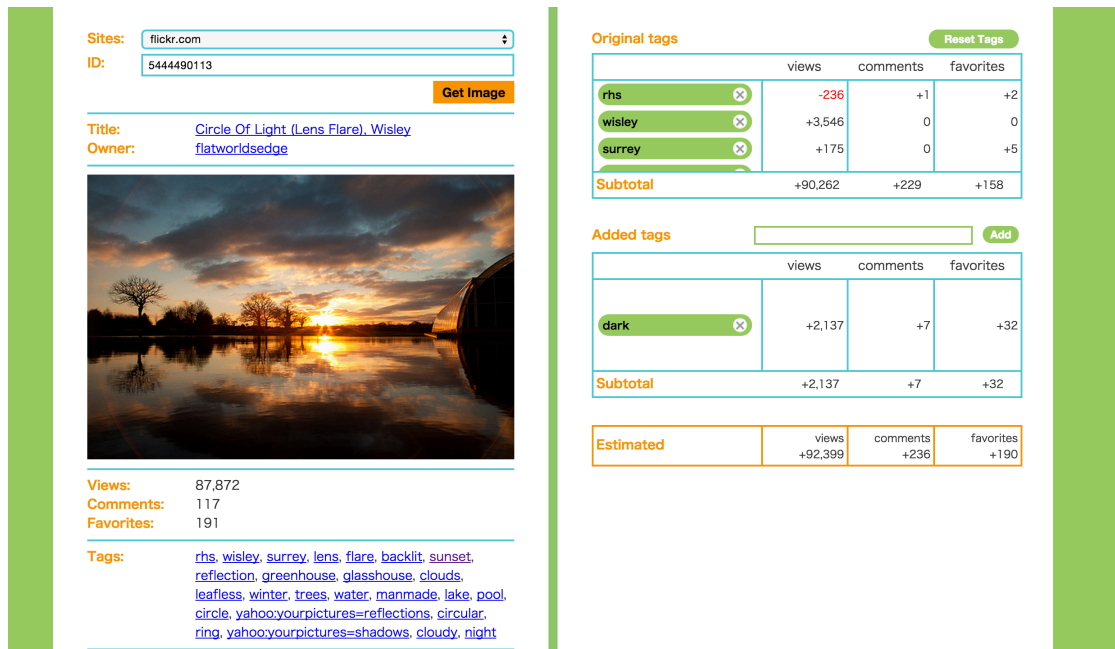 Sites: flickr.com
ID: 5444490113
Get Image
Title: Circle Of Light (Lens Flare), Wisley
Owner: flatworldsedge
Views: 87,872
Comments: 117
Favorites: 191
Tags: rhs, wisley, surrey, lens, flare, backlit, sunset,
reflection, greenhouse, glasshouse, clouds,
leafless, winter, trees, water, manmade, lake, pool,
circle, yahoo:yourpictures=reflections, circular,
ring, yahoo:yourpictures=shadows, cloudy, night
Original tags Reset Tags
views comments favorites
rhs -236 +1 +2
wisley +3,546 0 0
surrey +175 0 +5
Subtotal +90,262 +229 +158
Added tags Add
views comments favorites
dark +2,137 +7 +32
Subtotal +2,137 +7 +32
Estimated
views comments favorites
+92,399 +236 +190